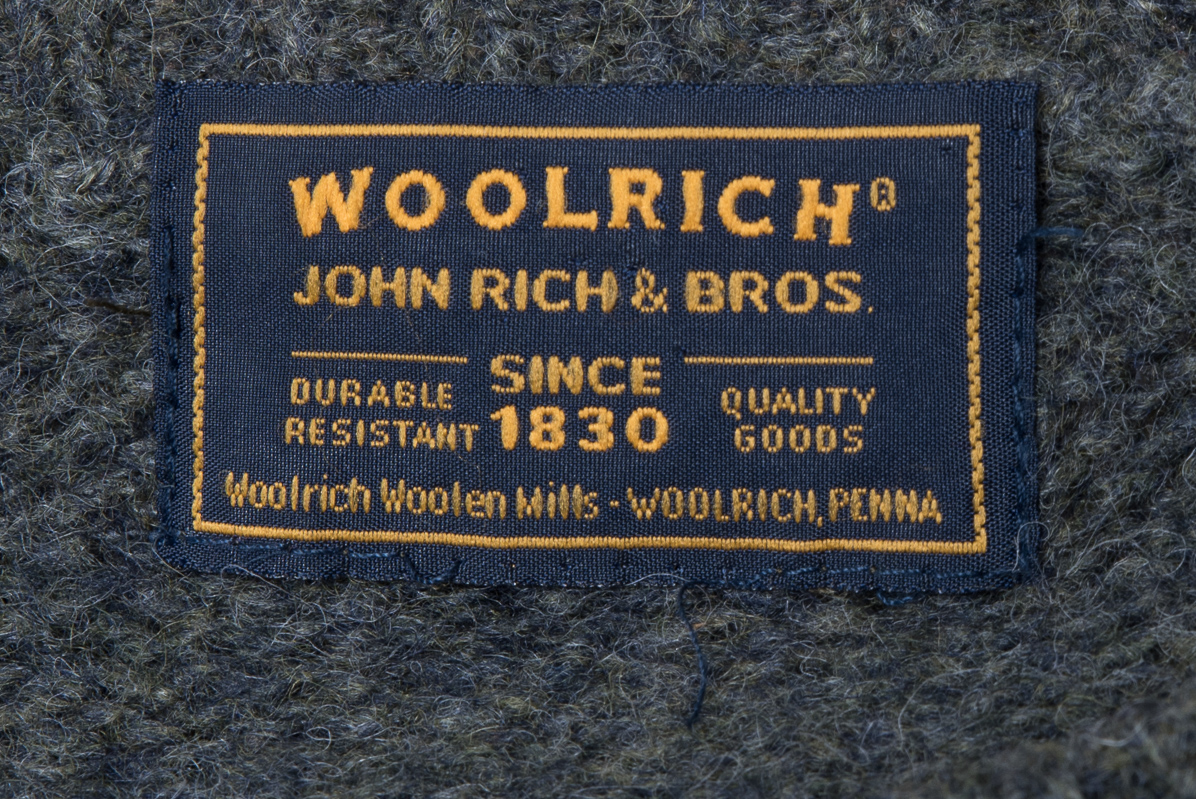 WOOLRICH®
JOHN RICH & BROS.
SINCE
1830
DURABLE
RESISTANT
QUALITY
GOODS
Woolrich Woolen Mills - WOOLRICH, PENNA